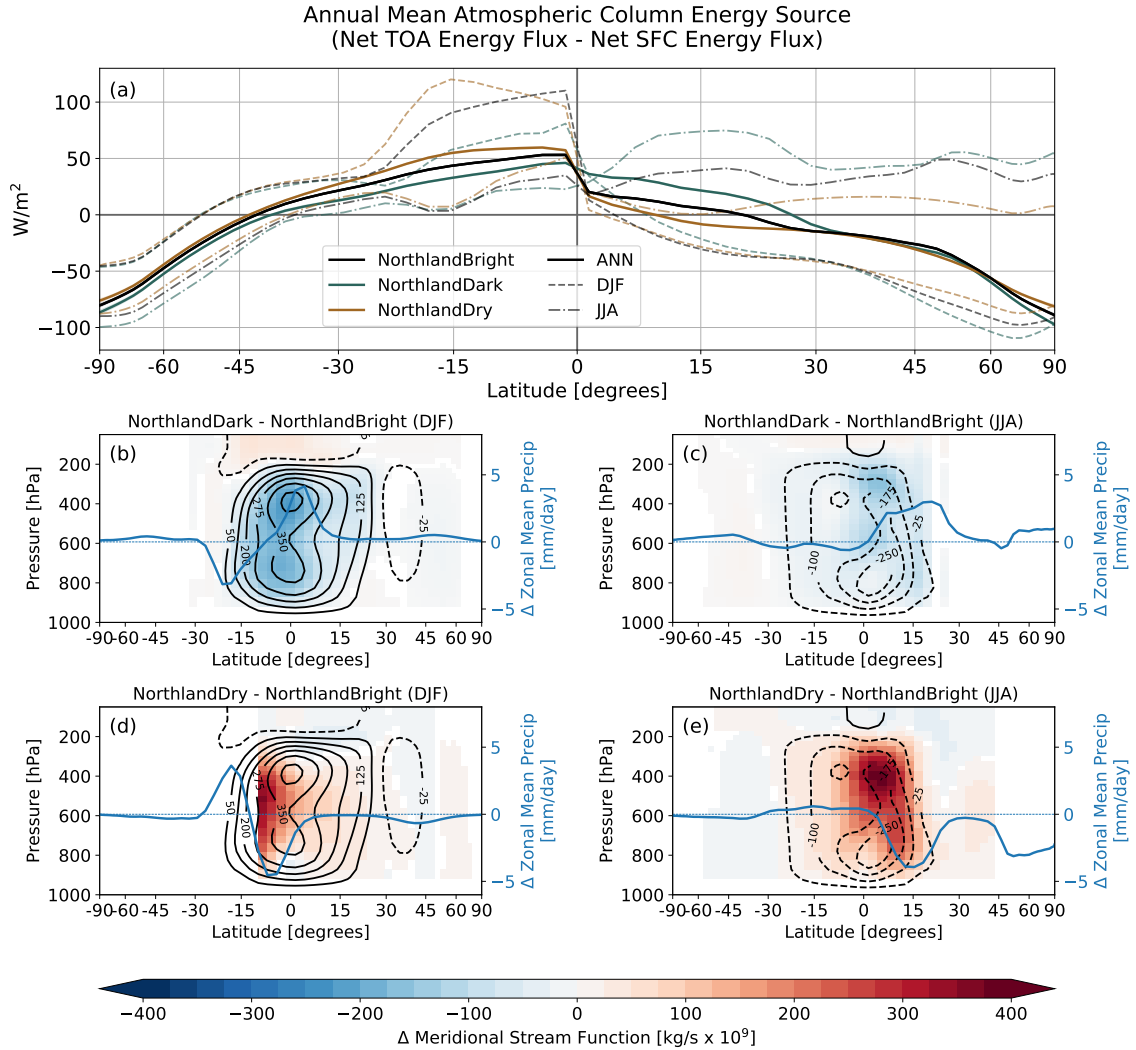 Annual Mean Atmospheric Column Energy Source
(Net TOA Energy Flux - Net SFC Energy Flux)
(a)
W/m²
100
50
0
−50
−100
NorthlandBright
NorthlandDark
NorthlandDry
ANN
DJF
JJA
-90 -60 -45 -30 -15 0 15 30 45 60 90
Latitude [degrees]
NorthlandDark - NorthlandBright (DJF)
(b)
Pressure [hPa]
200
400
600
800
1000
50
200
275
350
125
-25
5
0
−5
Δ Zonal Mean Precip
[mm/day]
-90 -60 -45 -30 -15 0 15 30 45 90
Latitude [degrees]
NorthlandDark - NorthlandBright (JJA)
(c)
Pressure [hPa]
200
400
600
800
1000
-100
-175
-250
-25
5
0
−5
Δ Zonal Mean Precip
[mm/day]
-90 -60 -45 -30 -15 0 15 30 45 90
Latitude [degrees]
NorthlandDry - NorthlandBright (DJF)
(d)
Pressure [hPa]
200
400
600
800
1000
50
200
275
350
125
-25
5
0
−5
Δ Zonal Mean Precip
[mm/day]
-90 -60 -45 -30 -15 0 15 30 45 90
Latitude [degrees]
NorthlandDry - NorthlandBright (JJA)
(e)
Pressure [hPa]
200
400
600
800
1000
-100
-175
-250
-25
5
0
−5
Δ Zonal Mean Precip
[mm/day]
-90 -60 -45 -30 -15 0 15 30 45 90
Latitude [degrees]
−400 −300 −200 −100 0 100 200 300 400
Δ Meridional Stream Function [kg/s x 10⁹]